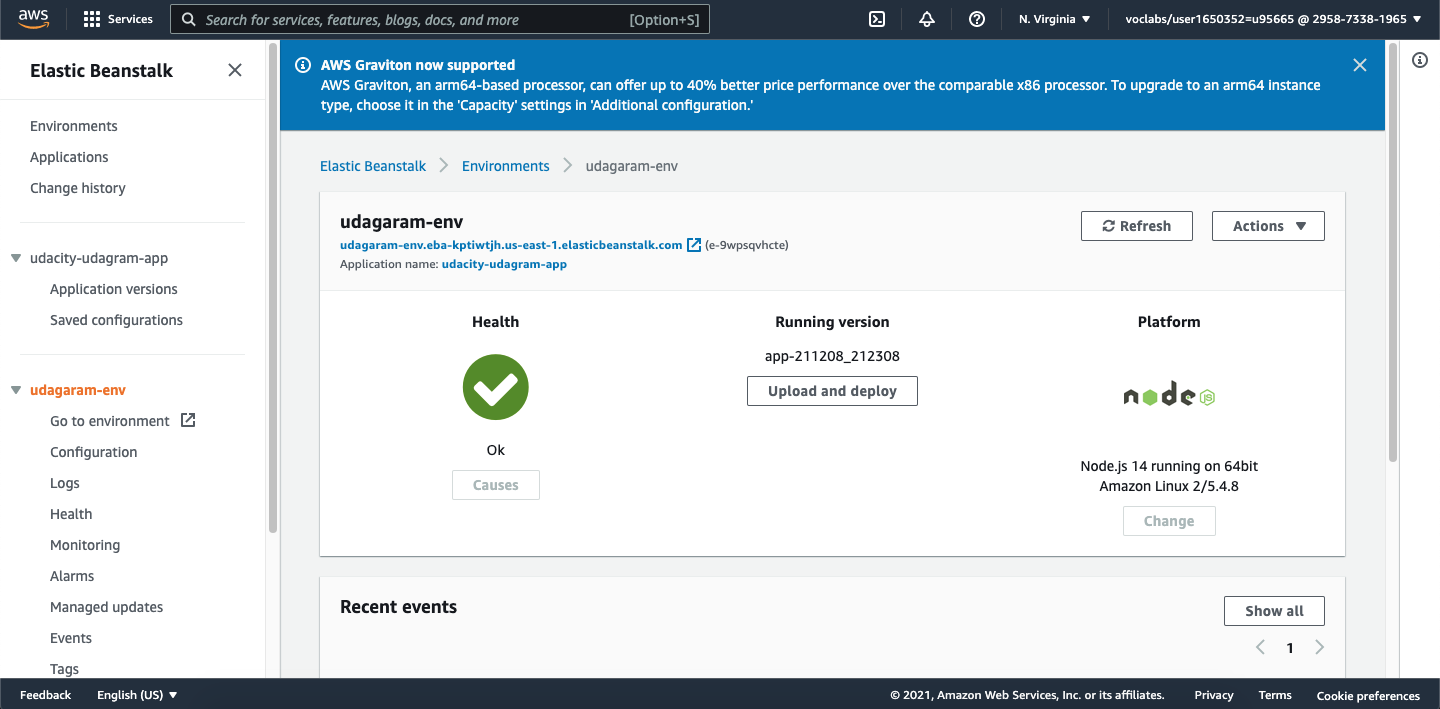 aws
Services
Search for services, features, blogs, docs, and more
[Option+S]
N. Virginia
voclabs/user1650352=u95665 @ 2958-7338-1965
Elastic Beanstalk
Environments
Applications
Change history
udacity-udagram-app
Application versions
Saved configurations
udagaram-env
Go to environment
Configuration
Logs
Health
Monitoring
Alarms
Managed updates
Events
Tags
AWS Graviton now supported
AWS Graviton, an arm64-based processor, can offer up to 40% better price performance over the comparable x86 processor. To upgrade to an arm64 instance
type, choose it in the 'Capacity' settings in 'Additional configuration.'
Elastic Beanstalk
Environments
udagaram-env
udagaram-env
udagaram-env.eba-kptiwtjh.us-east-1.elasticbeanstalk.com (e-9wpsqvhcte)
Application name: udacity-udagram-app
Refresh
Actions
Health
Ok
Causes
Running version
app-211208_212308
Upload and deploy
Platform
node
JS
Node.js 14 running on 64bit
Amazon Linux 2/5.4.8
Change
Recent events
Show all
1
Feedback
English (US)
© 2021, Amazon Web Services, Inc. or its affiliates.
Privacy
Terms
Cookie preferences